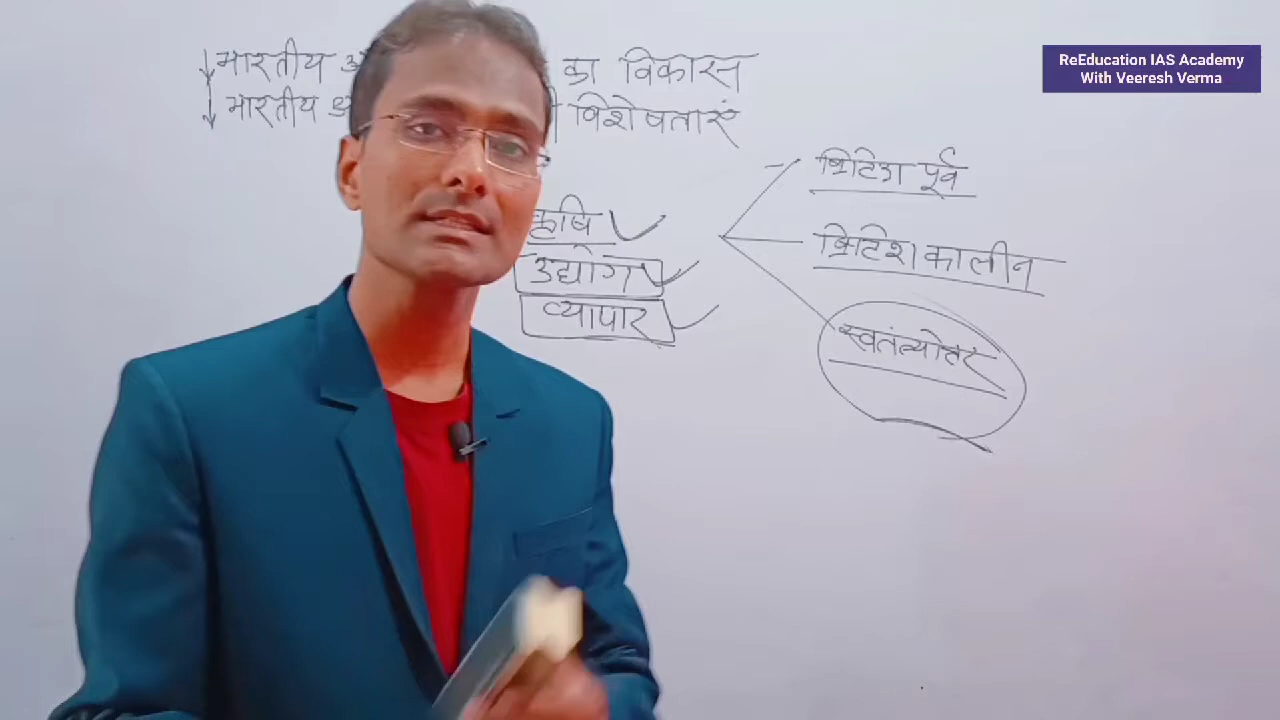 भारतीय का विकास
भारतीय विशेषताएं
ReEducation IAS Academy
With Veeresh Verma
कृषि
उद्योग
व्यापार
ब्रिटिश पूर्व
ब्रिटिश कालीन
स्वतंत्र्योत्तर